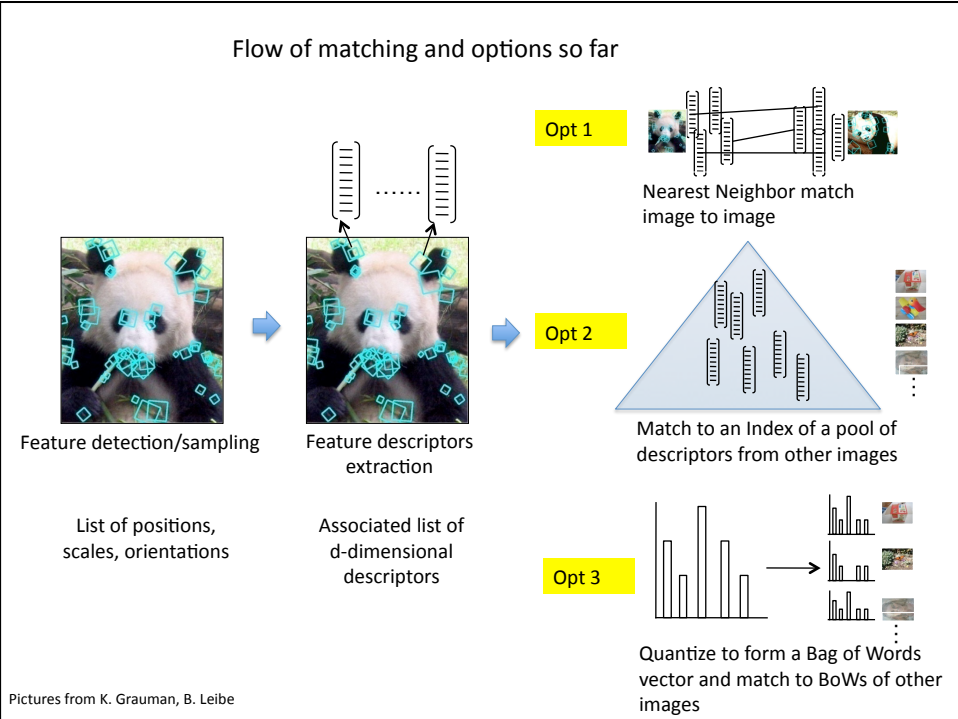 Flow of matching and options so far
Opt 1
Nearest Neighbor match
image to image
......
Feature detection/sampling
List of positions,
scales, orientations
Feature descriptors
extraction
Associated list of
d-dimensional
descriptors
Opt 2
Match to an Index of a pool of
descriptors from other images
Opt 3
Quantize to form a Bag of Words
vector and match to BoWs of other
images
Pictures from K. Grauman, B. Leibe